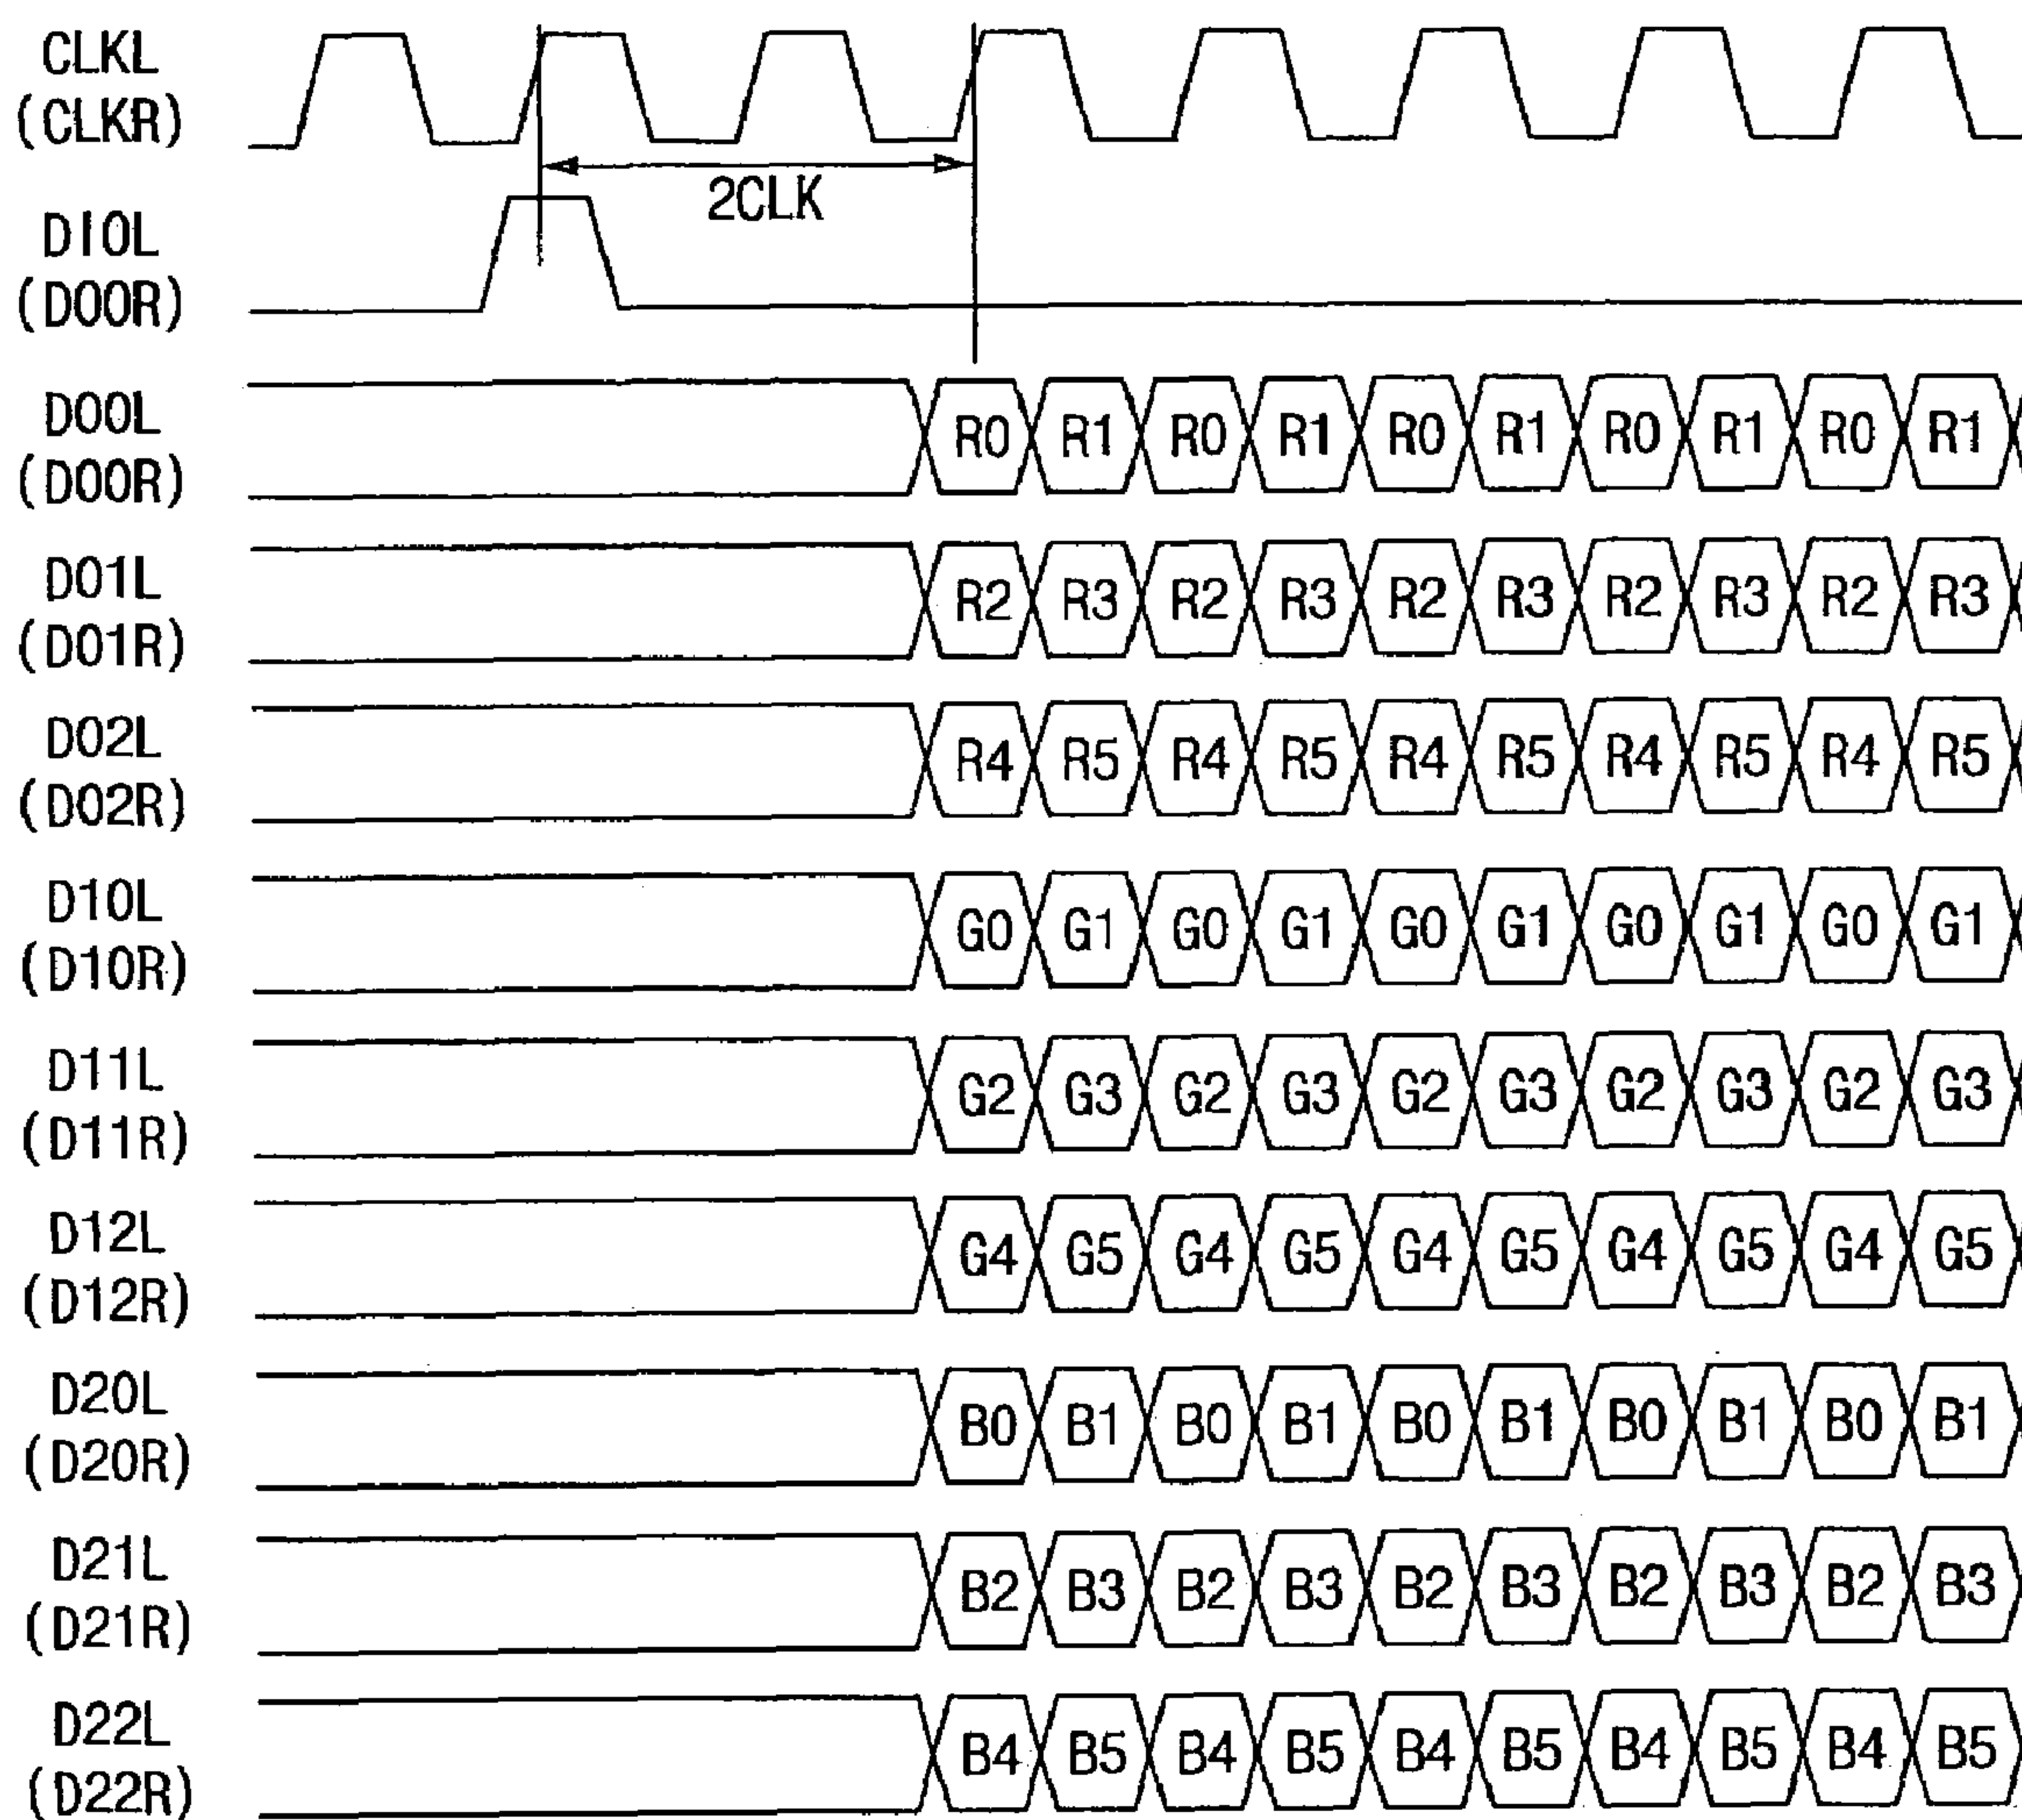 CLKL
(CLKR)
2CLK
DIOL
(DOOR)
D00L
(D00R)
R0 R1 R0 R1 R0 R1 R0 R1 R0 R1
D01L
(D01R)
R2 R3 R2 R3 R2 R3 R2 R3 R2 R3
D02L
(D02R)
R4 R5 R4 R5 R4 R5 R4 R5 R4 R5
D10L
(D10R)
G0 G1 G0 G1 G0 G1 G0 G1 G0 G1
D11L
(D11R)
G2 G3 G2 G3 G2 G3 G2 G3 G2 G3
D12L
(D12R)
G4 G5 G4 G5 G4 G5 G4 G5 G4 G5
D20L
(D20R)
B0 B1 B0 B1 B0 B1 B0 B1 B0 B1
D21L
(D21R)
B2 B3 B2 B3 B2 B3 B2 B3 B2 B3
D22L
(D22R)
B4 B5 B4 B5 B4 B5 B4 B5 B4 B5